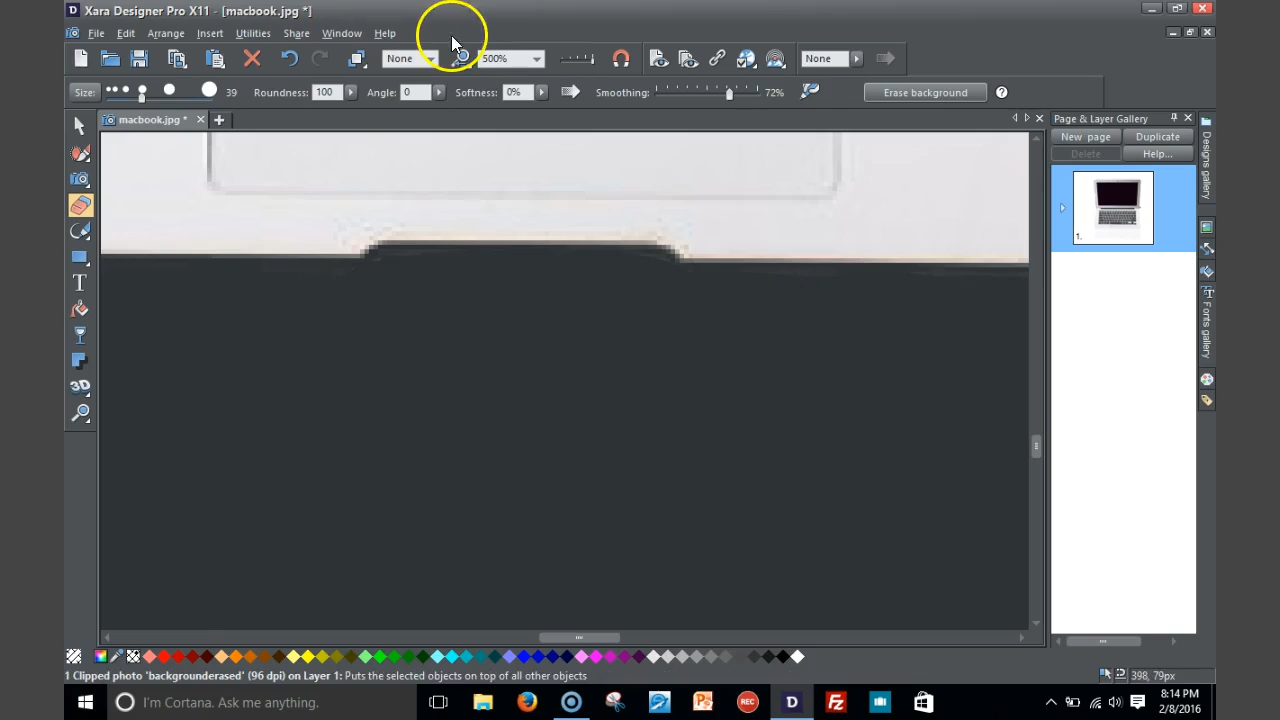 Xara Designer Pro X11 - [macbook.jpg *]
File Edit Arrange Insert Utilities Share Window Help
None 500% None
Size: 39 Roundness: 100 Angle: 0 Softness: 0% Smoothing: 72% Erase background
macbook.jpg *
Page & Layer Gallery
New page Duplicate
Delete Help...
1.
Designs gallery
Fonts gallery
T
3D
1 Clipped photo 'backgrounderased' (96 dpi) on Layer 1: Puts the selected objects on top of all other objects
398, 79px
I'm Cortana. Ask me anything.
REC
D
8:14 PM
2/8/2016